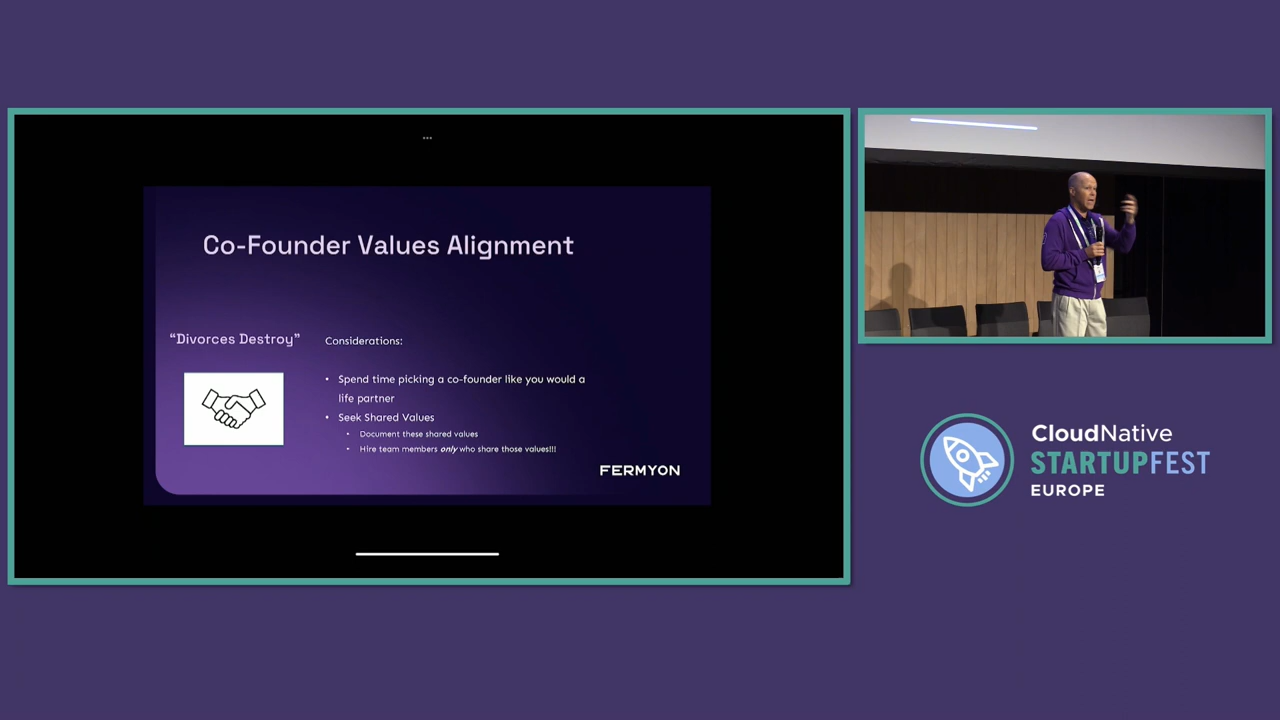 Co-Founder Values Alignment
“Divorces Destroy”
Considerations:
• Spend time picking a co-founder like you would a
life partner
• Seek Shared Values
• Document these shared values
• Hire team members only who share those values!!!
FERMYON
CloudNative
STARTUPFEST
EUROPE